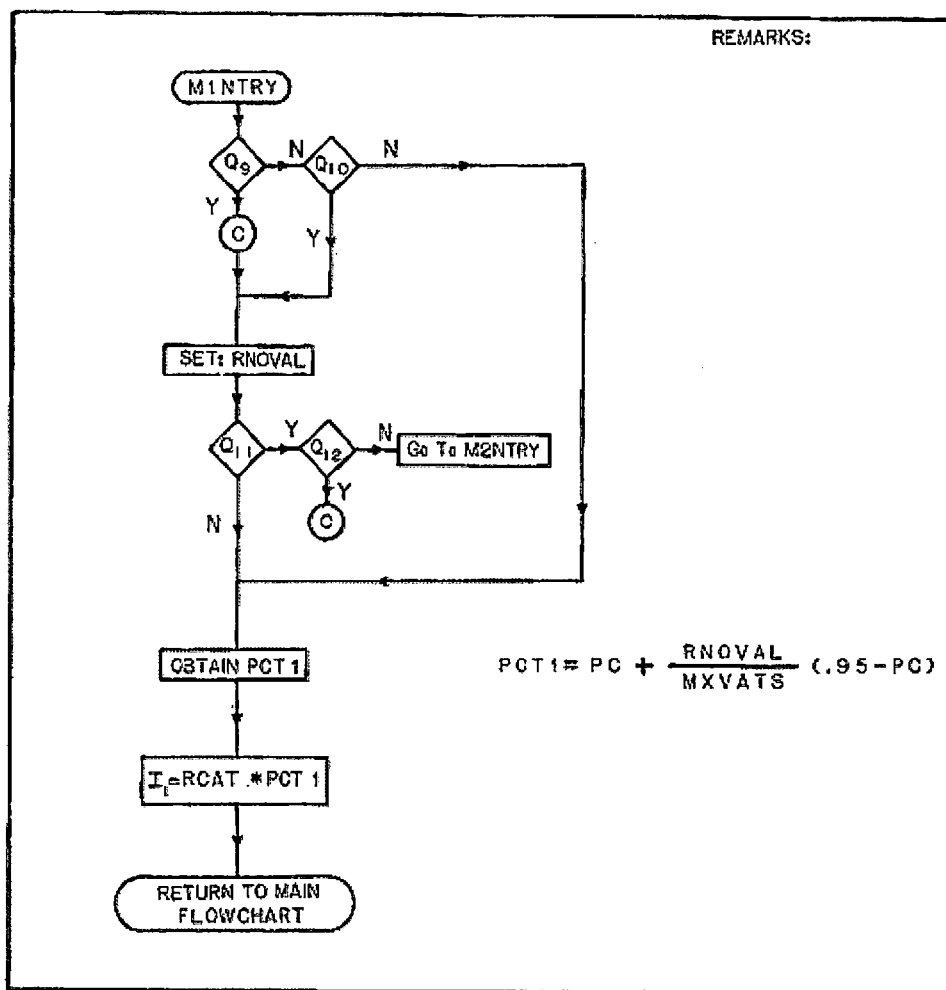 REMARKS:
M1NTRY
Q9
N
Q10
N
Y
C
Y
SET: RNOVAL
Q11
Y
Q12
N
Go To M2NTRY
Y
C
N
OBTAIN PCT 1
PCT1= PC + RNOVAL/MXVATS (.95-PC)
I1=RCAT .*PCT 1
RETURN TO MAIN
FLOWCHART